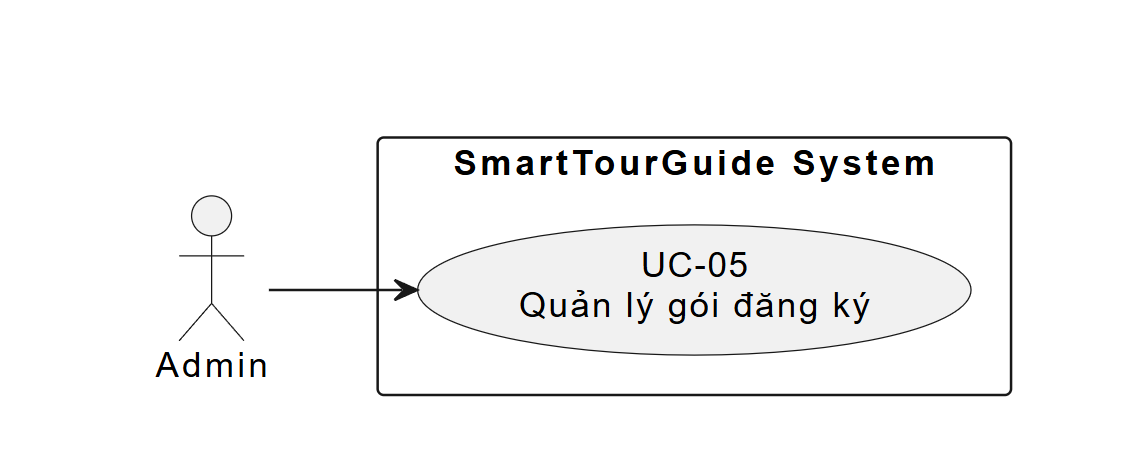 SmartTourGuide System
UC-05
Quản lý gói đăng ký
Admin